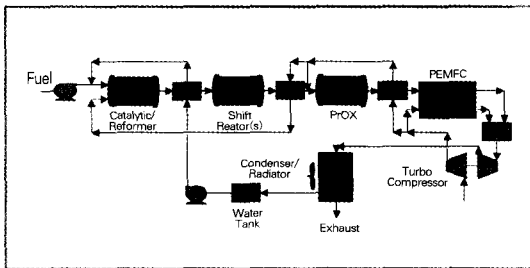 Fuel
Catalytic/
Reformer
Shift
Reator(s)
PrOX
PEMFC
Condenser/
Radiator
Water
Tank
Exhaust
Turbo
Compressor